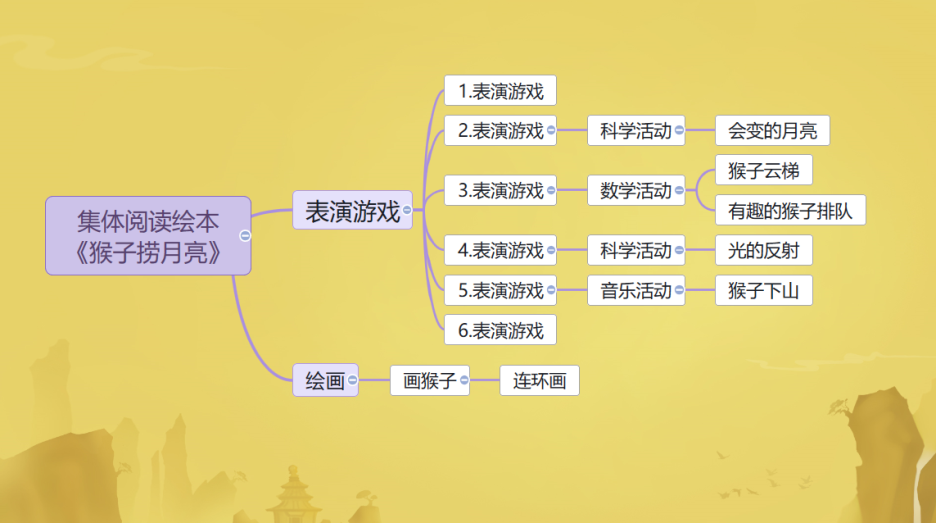 集体阅读绘本
《猴子捞月亮》
表演游戏
1.表演游戏
2.表演游戏
科学活动
会变的月亮
3.表演游戏
数学活动
猴子云梯
有趣的猴子排队
4.表演游戏
科学活动
光的反射
5.表演游戏
音乐活动
猴子下山
6.表演游戏
绘画
画猴子
连环画